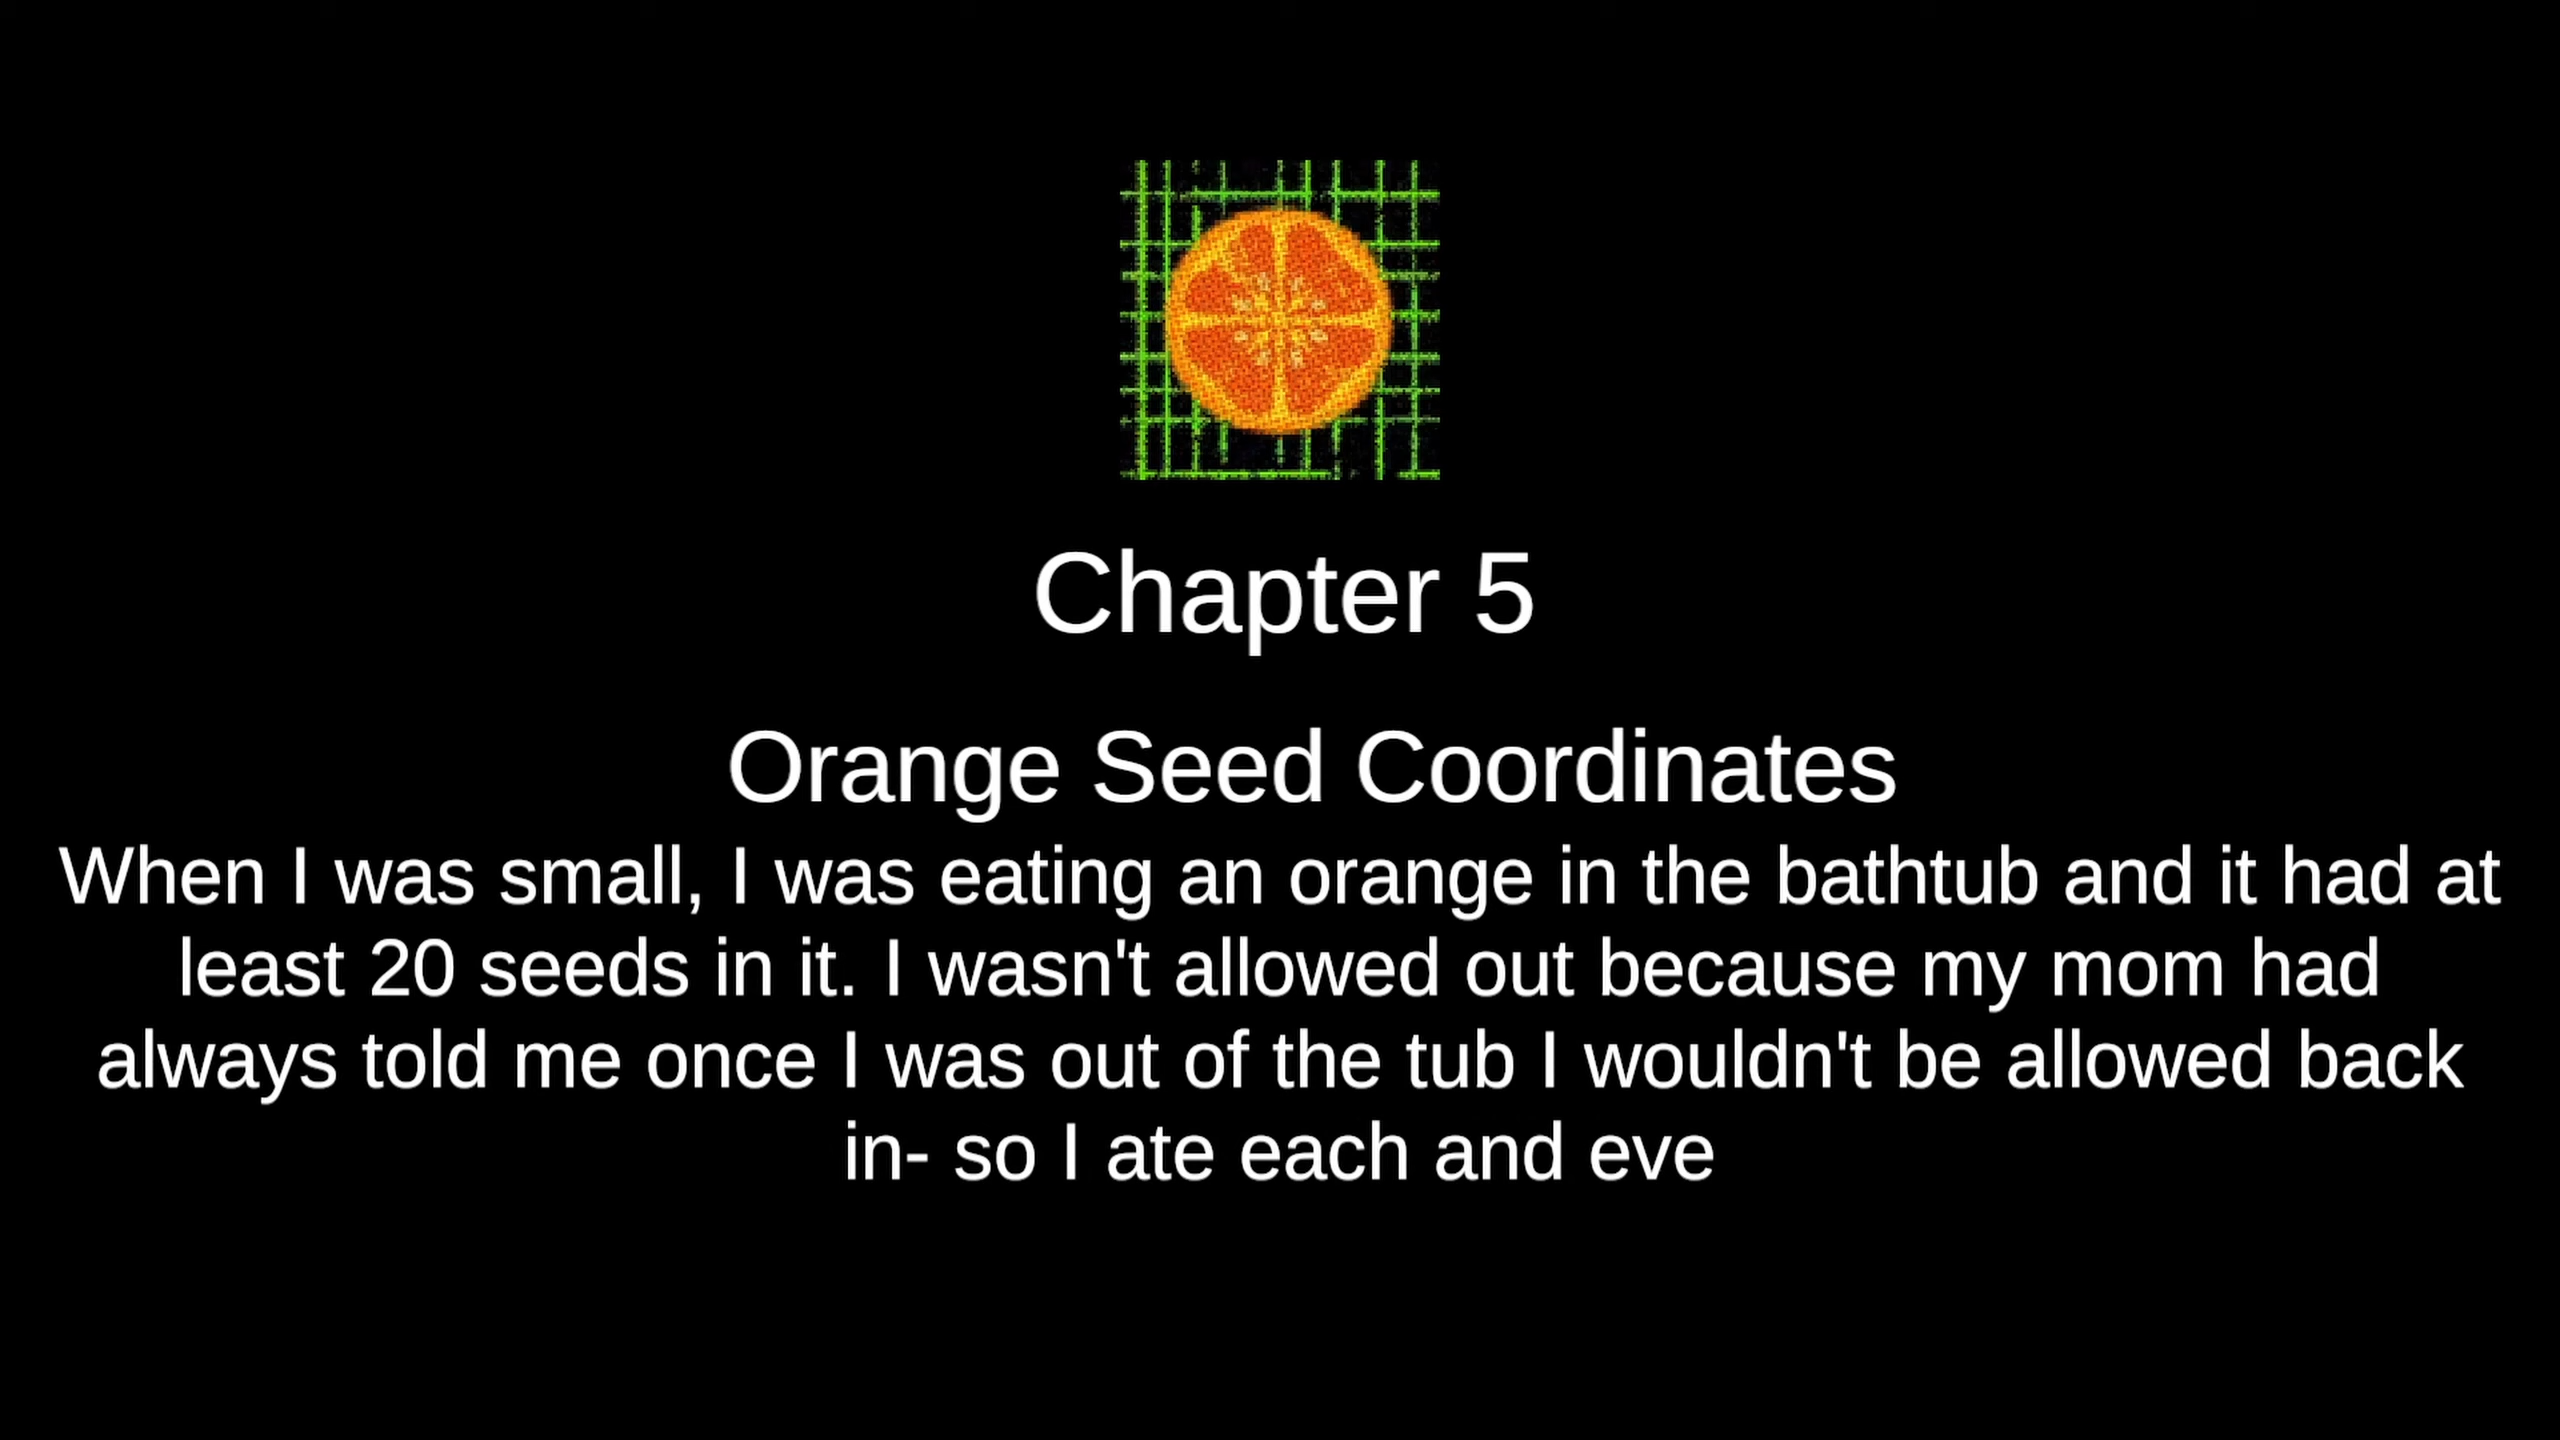 Chapter 5
Orange Seed Coordinates
When I was small, I was eating an orange in the bathtub and it had at
least 20 seeds in it. I wasn't allowed out because my mom had
always told me once I was out of the tub I wouldn't be allowed back
in- so I ate each and eve